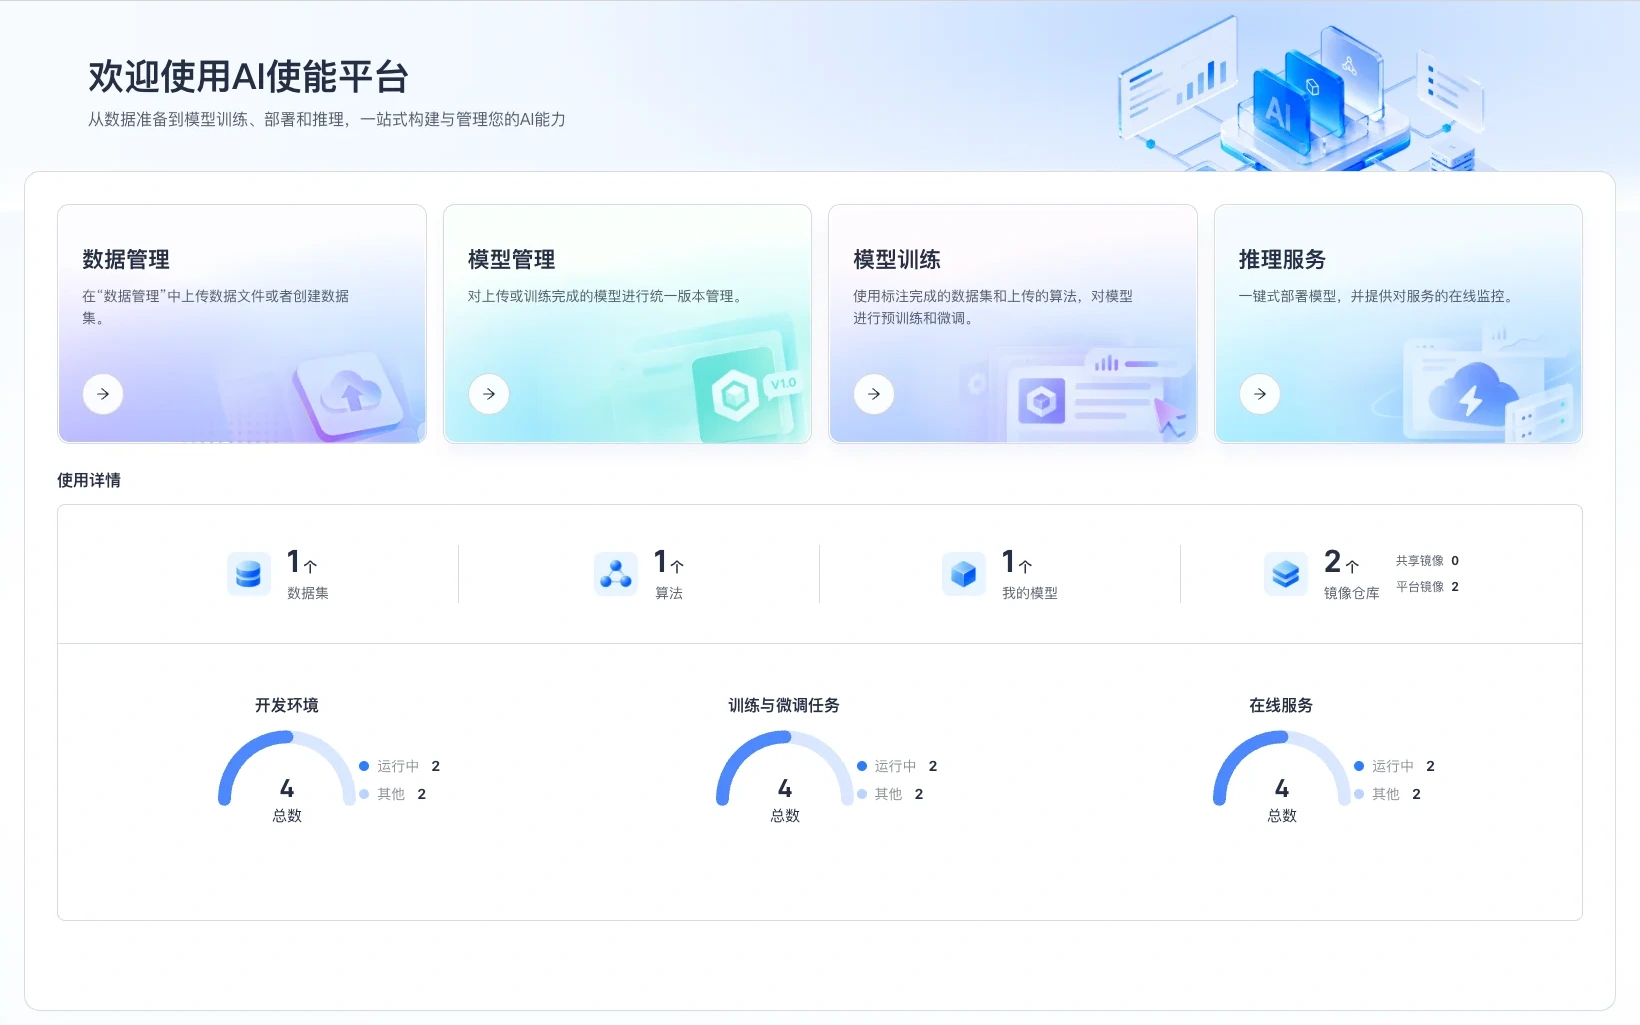 欢迎使用AI使能平台
从数据准备到模型训练、部署和推理，一站式构建与管理您的AI能力
AI
数据管理
在“数据管理”中上传数据文件或者创建数据
集。
模型管理
对上传或训练完成的模型进行统一版本管理。
V1.0
模型训练
使用标注完成的数据集和上传的算法，对模型
进行预训练和微调。
推理服务
一键式部署模型，并提供对服务的在线监控。
使用详情
1个
数据集
1个
算法
1个
我的模型
2个
镜像仓库
共享镜像 0
平台镜像 2
开发环境
4
总数
运行中 2
其他 2
训练与微调任务
4
总数
运行中 2
其他 2
在线服务
4
总数
运行中 2
其他 2